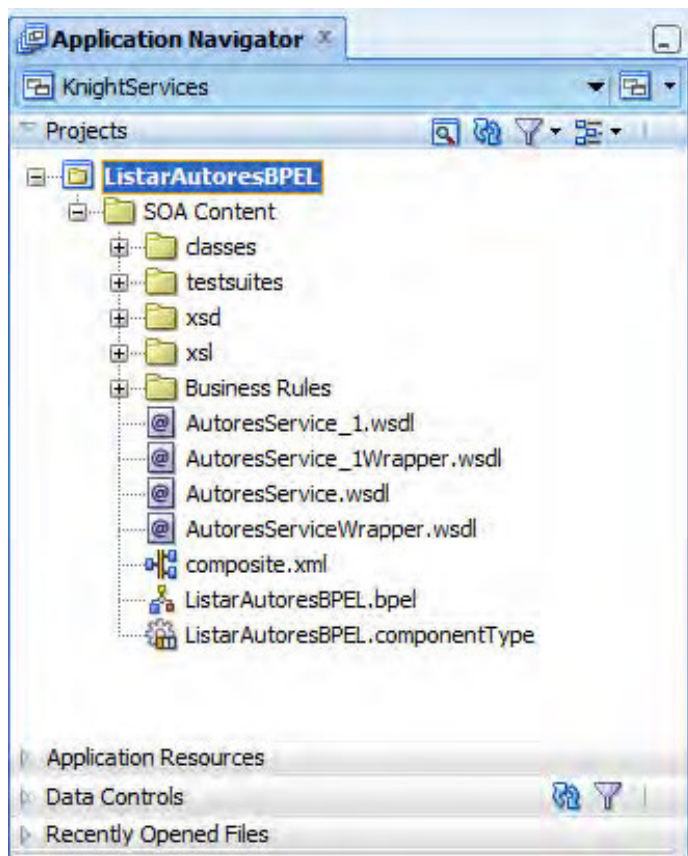 Application Navigator
KnightServices
Projects
ListarAutoresBPEL
SOA Content
classes
testsuites
xsd
xsl
Business Rules
AutoresService_1.wsdl
AutoresService_1Wrapper.wsdl
AutoresService.wsdl
AutoresServiceWrapper.wsdl
composite.xml
ListarAutoresBPEL.bpel
ListarAutoresBPEL.componentType
Application Resources
Data Controls
Recently Opened Files